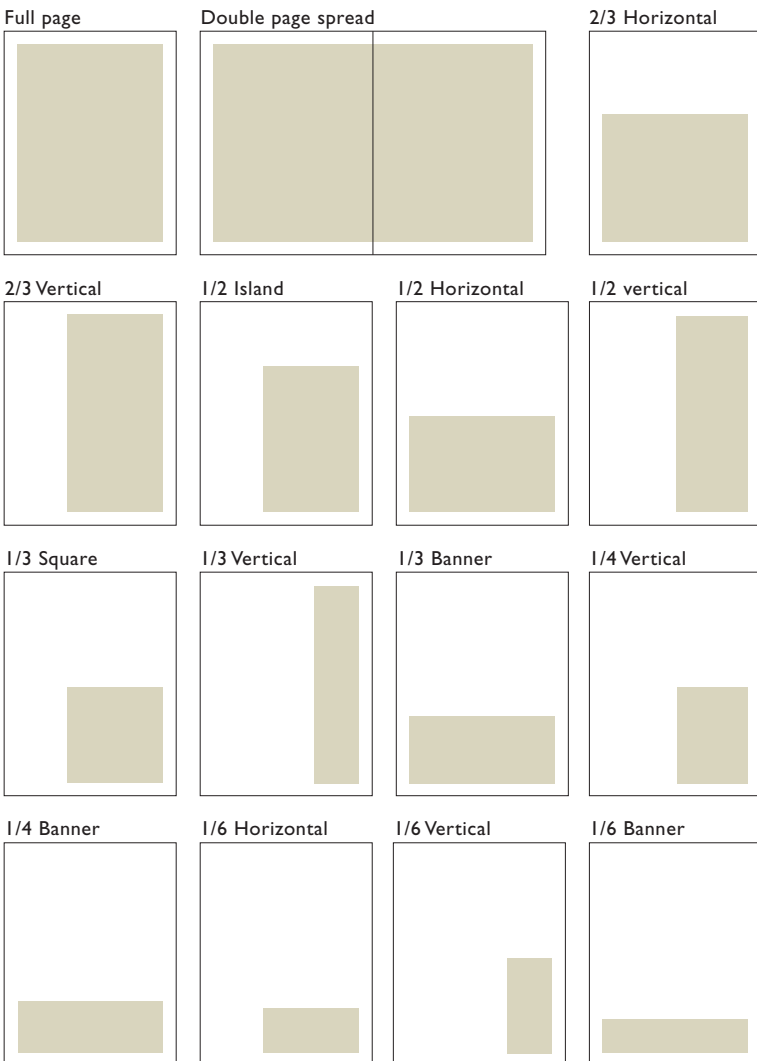 Full page
Double page spread
2/3 Horizontal
2/3 Vertical
1/2 Island
1/2 Horizontal
1/2 vertical
1/3 Square
1/3 Vertical
1/3 Banner
1/4 Vertical
1/4 Banner
1/6 Horizontal
1/6 Vertical
1/6 Banner